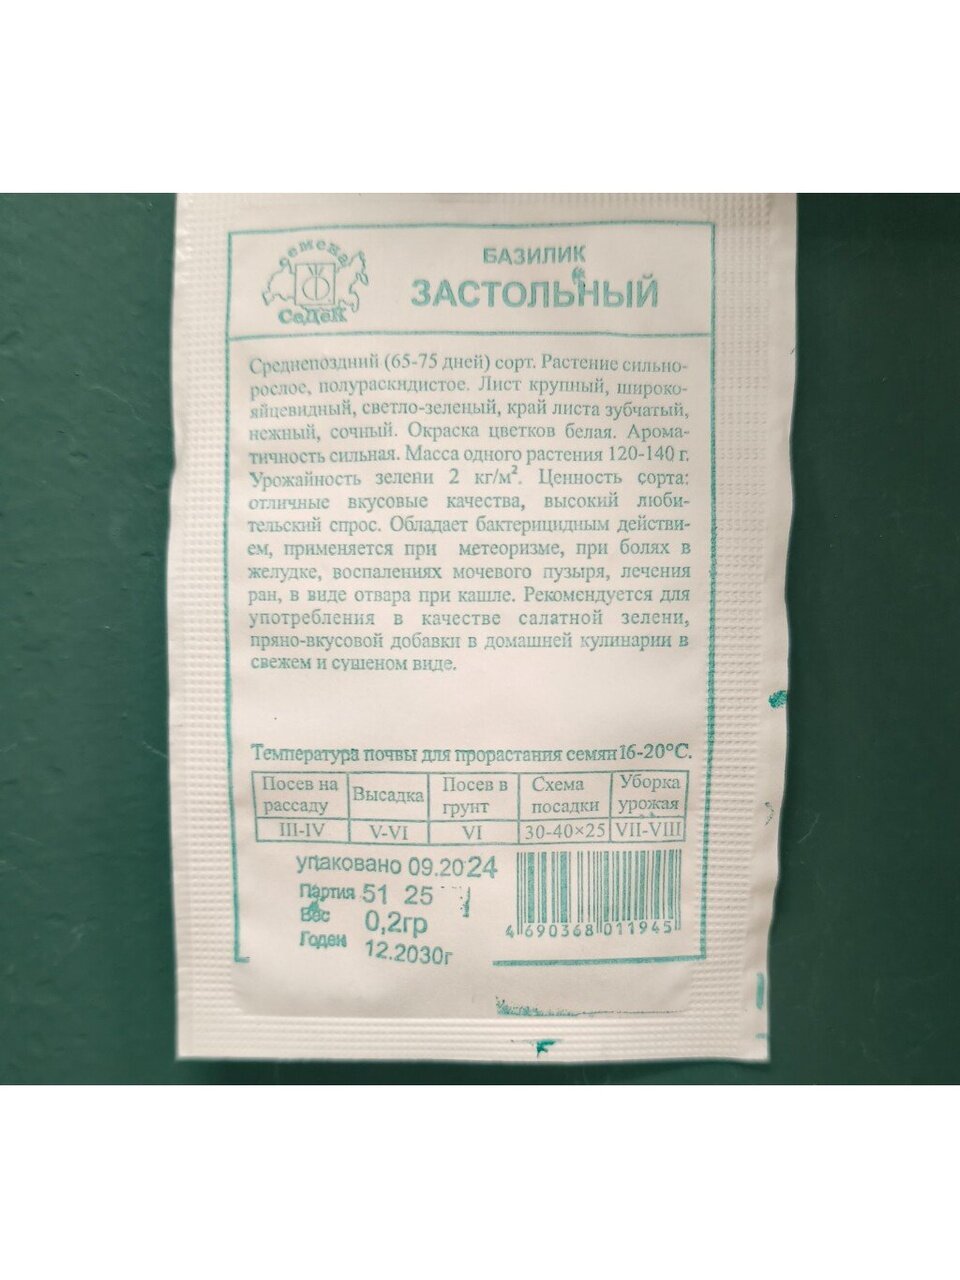 семена
СеДеК
БАЗИЛИК
ЗАСТОЛЬНЫЙ
Среднепоздний (65-75 дней) сорт. Растение сильно-
рослое, полураскидистое. Лист крупный, широко-
яйцевидный, светло-зеленый, край листа зубчатый,
нежный, сочный. Окраска цветков белая. Арома-
тичность сильная. Масса одного растения 120-140 г.
Урожайность зелени 2 кг/м². Ценность сорта:
отличные вкусовые качества, высокий люби-
тельский спрос. Обладает бактерицидным действи-
ем, применяется при метеоризме, при болях в
желудке, воспалениях мочевого пузыря, лечения
ран, в виде отвара при кашле. Рекомендуется для
употребления в качестве салатной зелени,
пряно-вкусовой добавки в домашней кулинарии в
свежем и сушеном виде.
Температура почвы для прорастания семян 16-20°С.
Посев на рассаду Высадка Посев в грунт Схема посадки Уборка урожая
III-IV V-VI VI 30-40×25 VII-VIII
упаковано 09.2024
Партия 51 25
Вес 0,2гр
Годен 12.2030г
4 690368 011945